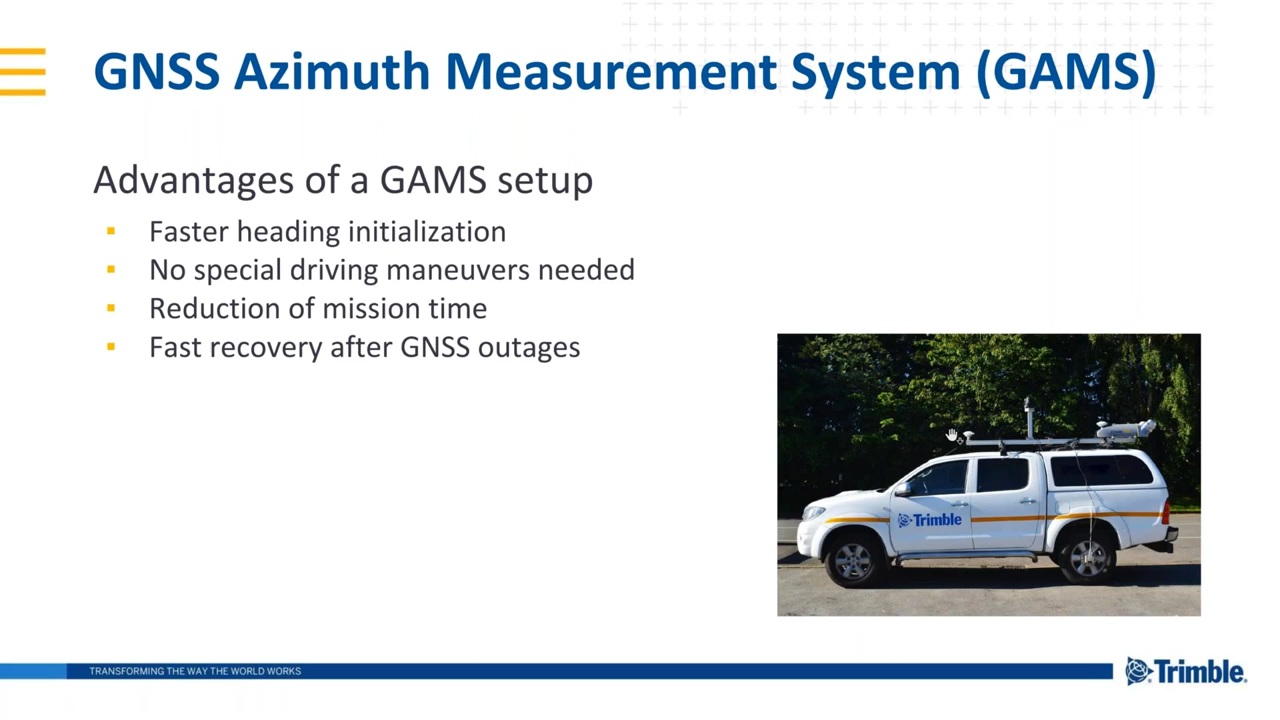 GNSS Azimuth Measurement System (GAMS)
Advantages of a GAMS setup
▪ Faster heading initialization
▪ No special driving maneuvers needed
▪ Reduction of mission time
▪ Fast recovery after GNSS outages
Trimble
TRANSFORMING THE WAY THE WORLD WORKS
Trimble